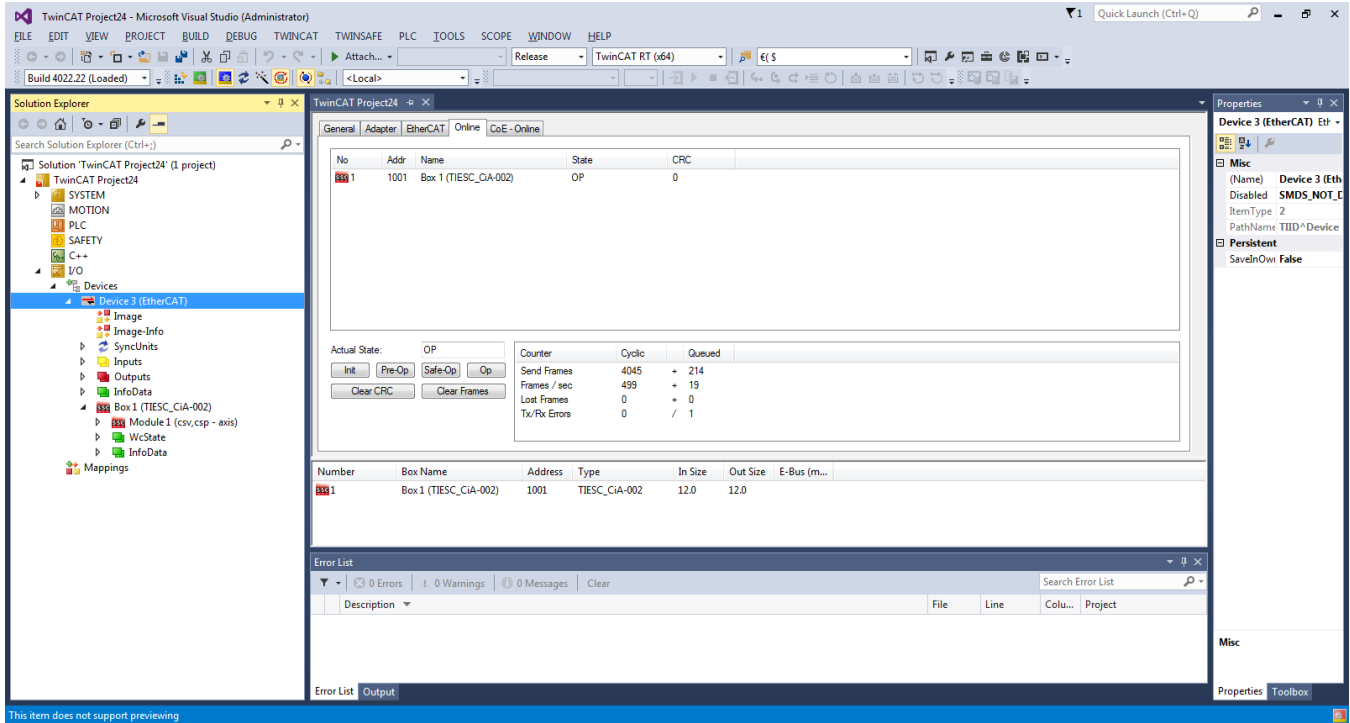 TwinCAT Project24 - Microsoft Visual Studio (Administrator)
1 Quick Launch (Ctrl+Q)
FILE EDIT VIEW PROJECT BUILD DEBUG TWINCAT TWINSAFE PLC TOOLS SCOPE WINDOW HELP
Attach... Release TwinCAT RT (x64) €($
Build 4022.22 (Loaded) <Local>
Solution Explorer
Search Solution Explorer (Ctrl+;)
Solution 'TwinCAT Project24' (1 project)
TwinCAT Project24
SYSTEM
MOTION
PLC
SAFETY
C++
I/O
Devices
Device 3 (EtherCAT)
Image
Image-Info
SyncUnits
Inputs
Outputs
InfoData
Box 1 (TIESC_CiA-002)
Module 1 (csv,csp - axis)
WcState
InfoData
Mappings
TwinCAT Project24
General Adapter EtherCAT Online CoE - Online
No Addr Name State CRC
1 1001 Box 1 (TIESC_CiA-002) OP 0
Actual State: OP
Init Pre-Op Safe-Op Op
Clear CRC Clear Frames
Counter Cyclic Queued
Send Frames 4045 + 214
Frames / sec 499 + 19
Lost Frames 0 + 0
Tx/Rx Errors 0 / 1
Number Box Name Address Type In Size Out Size E-Bus (m...
1 Box 1 (TIESC_CiA-002) 1001 TIESC_CiA-002 12.0 12.0
Error List
0 Errors 0 Warnings 0 Messages Clear
Search Error List
Description File Line Colu... Project
Error List Output
Properties
Device 3 (EtherCAT) Eth
Misc
(Name) Device 3 (Eth
Disabled SMDS_NOT_D
ItemType 2
PathName TIID^Device
Persistent
SaveInOwn False
Misc
Properties Toolbox
This item does not support previewing